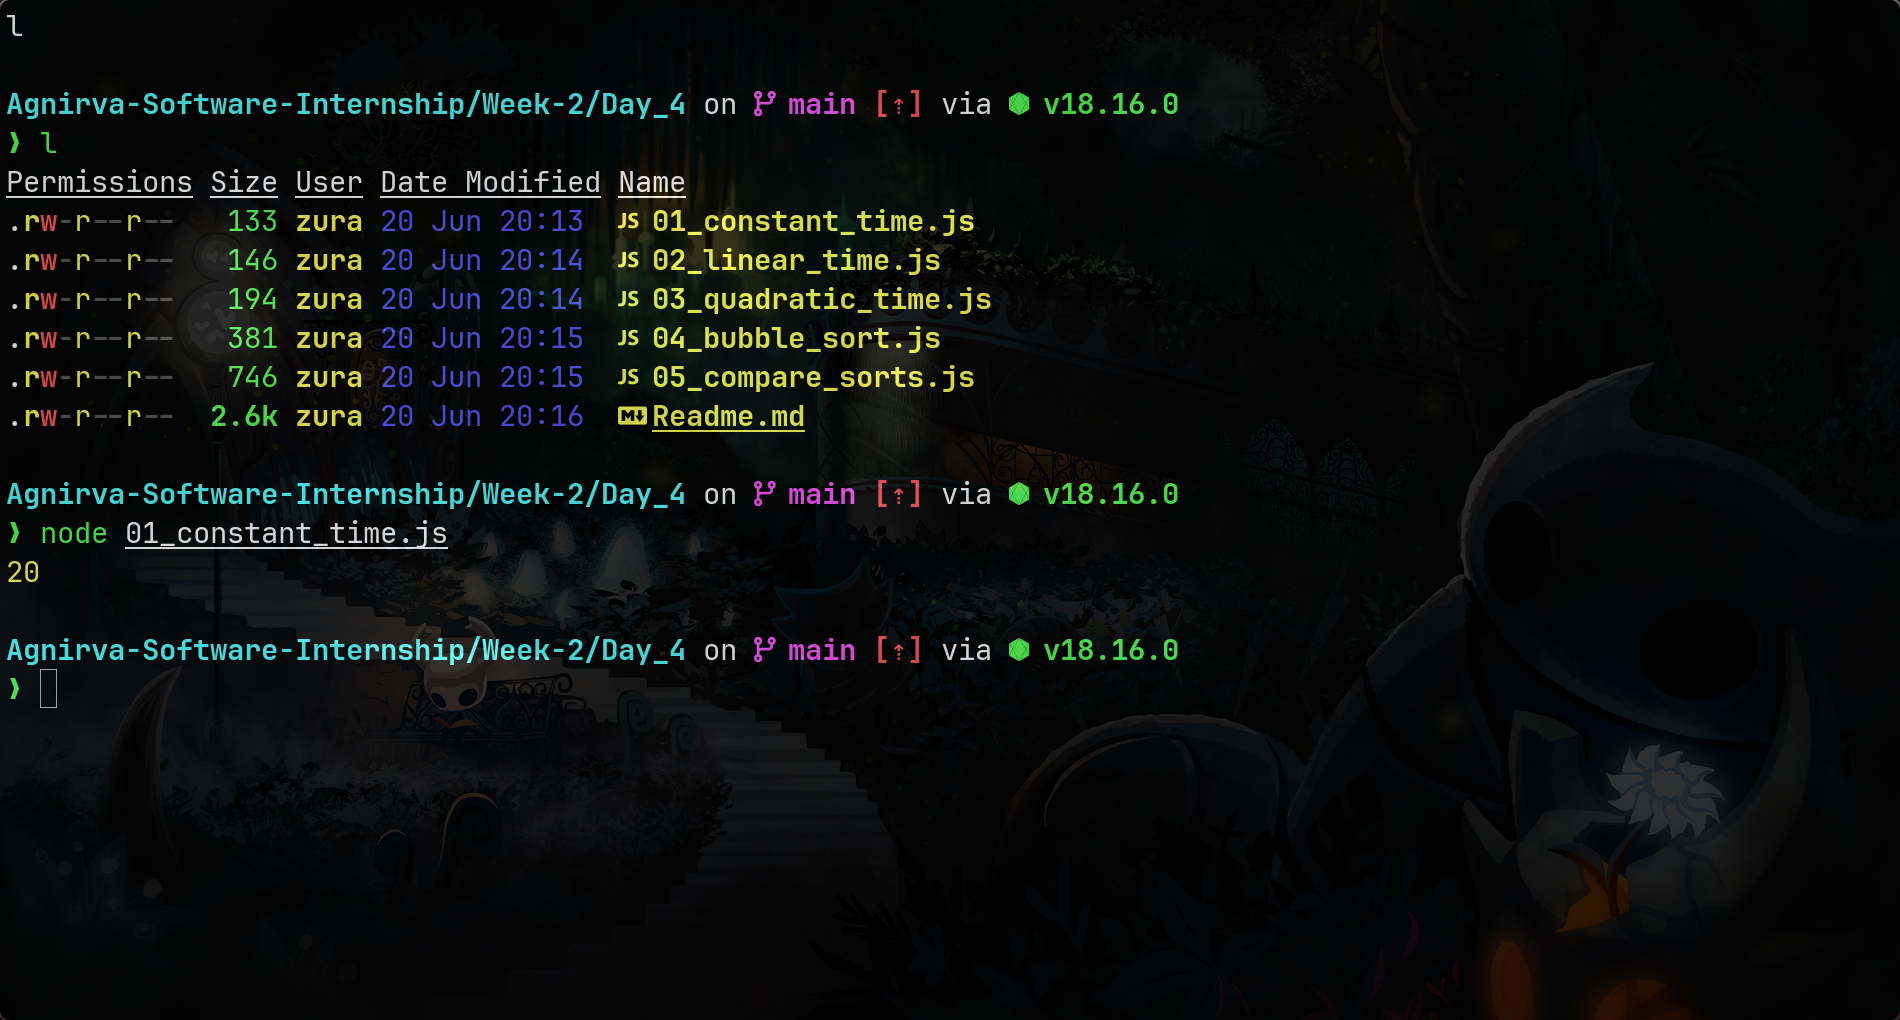 l
Agnirva-Software-Internship/Week-2/Day_4 on main [⇡] via v18.16.0
❯ l
Permissions Size User Date Modified Name
.rw-r--r-- 133 zura 20 Jun 20:13 JS 01_constant_time.js
.rw-r--r-- 146 zura 20 Jun 20:14 JS 02_linear_time.js
.rw-r--r-- 194 zura 20 Jun 20:14 JS 03_quadratic_time.js
.rw-r--r-- 381 zura 20 Jun 20:15 JS 04_bubble_sort.js
.rw-r--r-- 746 zura 20 Jun 20:15 JS 05_compare_sorts.js
.rw-r--r-- 2.6k zura 20 Jun 20:16 M↓ Readme.md
Agnirva-Software-Internship/Week-2/Day_4 on main [⇡] via v18.16.0
❯ node 01_constant_time.js
20
Agnirva-Software-Internship/Week-2/Day_4 on main [⇡] via v18.16.0
❯